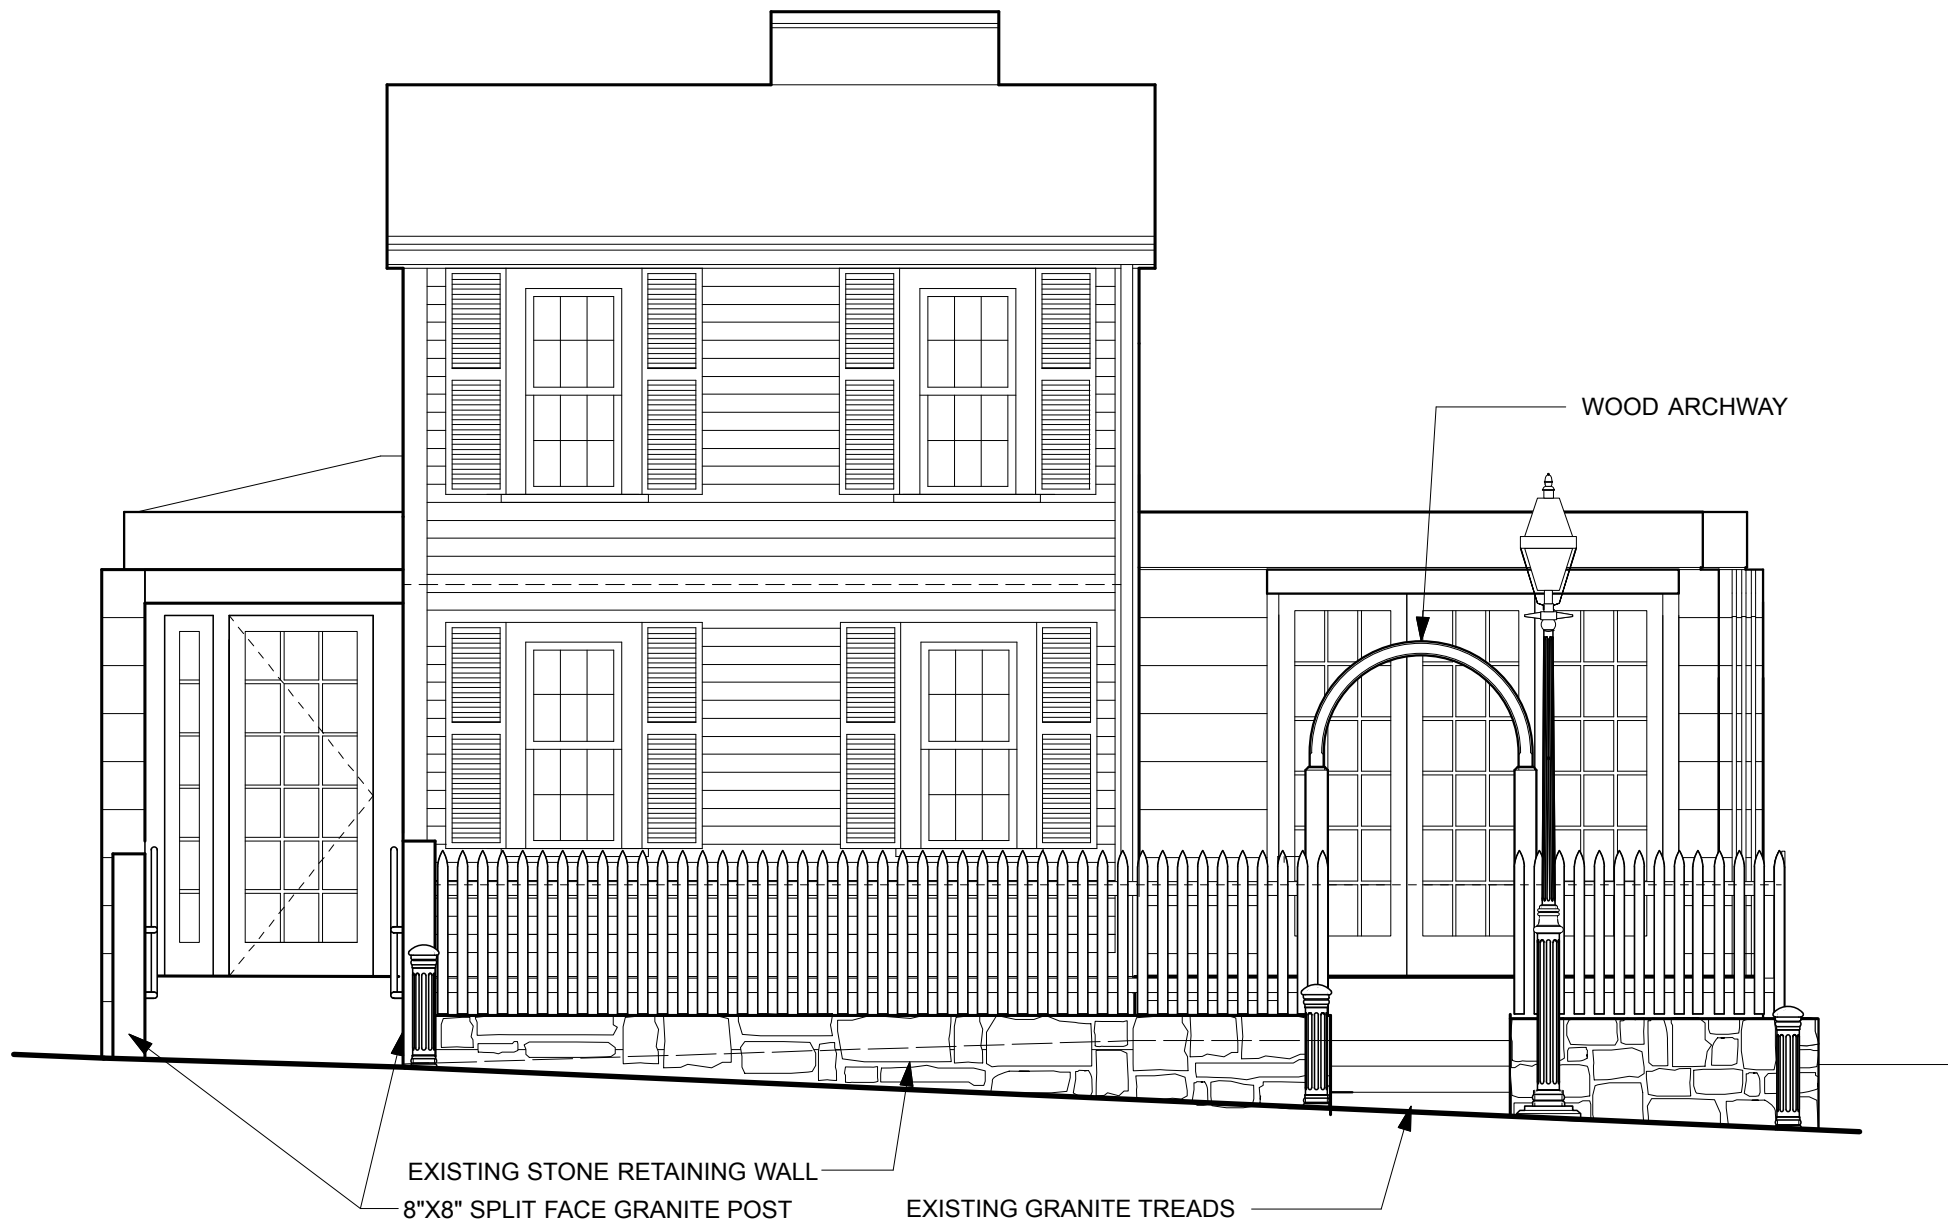 WOOD ARCHWAY
EXISTING STONE RETAINING WALL
8"X8" SPLIT FACE GRANITE POST
EXISTING GRANITE TREADS